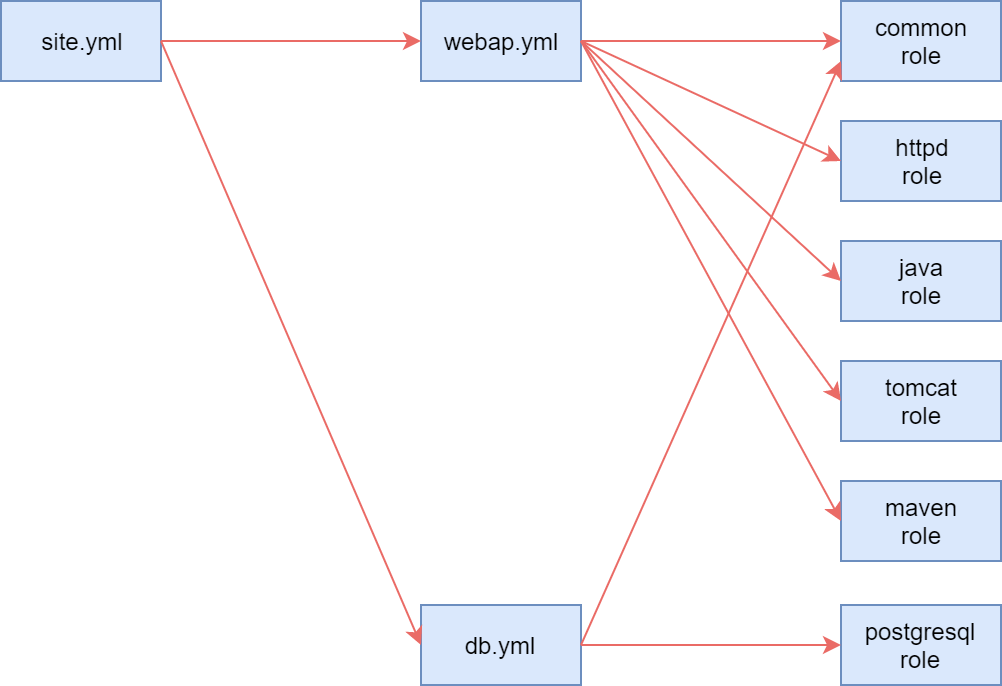 site.yml
webap.yml
common
role
httpd
role
java
role
tomcat
role
maven
role
db.yml
postgresql
role